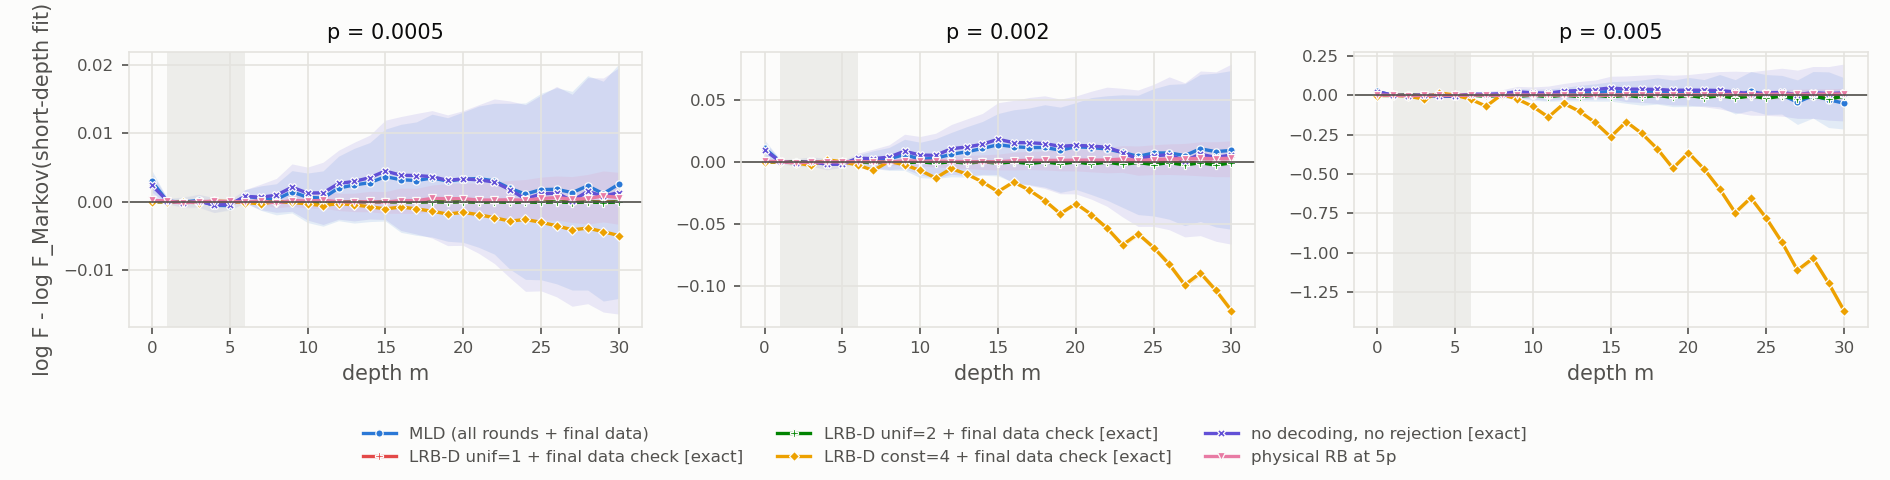 p = 0.0005
p = 0.002
p = 0.005
log F - log F_Markov(short-depth fit)
0.02
0.01
0.00
−0.01
0.05
0.00
−0.05
−0.10
0.25
0.00
−0.25
−0.50
−0.75
−1.00
−1.25
0 5 10 15 20 25 30
0 5 10 15 20 25 30
0 5 10 15 20 25 30
depth m
depth m
depth m
MLD (all rounds + final data)
LRB-D unif=1 + final data check [exact]
LRB-D unif=2 + final data check [exact]
LRB-D const=4 + final data check [exact]
no decoding, no rejection [exact]
physical RB at 5p